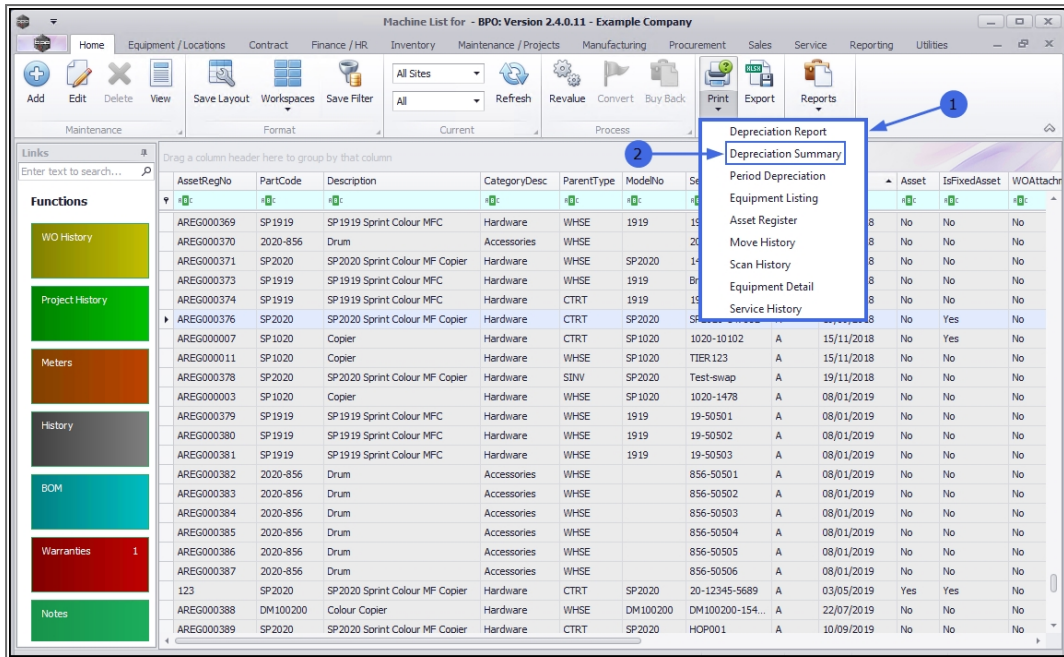 Machine List for - BPO: Version 2.4.0.11 - Example Company
Home Equipment / Locations Contract Finance / HR Inventory Maintenance / Projects Manufacturing Procurement Sales Service Reporting Utilities
All Sites
Add Edit Delete View Save Layout Workspaces Save Filter All Refresh Revalue Convert Buy Back Print Export Reports
1
Maintenance Format Current Process
Depreciation Report
2
Depreciation Summary
Period Depreciation
Equipment Listing
Asset Register
Move History
Scan History
Equipment Detail
Service History
Links
Enter text to search...
Functions
WO History
Project History
Meters
History
BOM
Warranties 1
Notes
Drag a column header here to group by that column
AssetRegNo PartCode Description CategoryDesc ParentType ModelNo Asset IsFixedAsset
AREG000369 SP1919 SP1919 Sprint Colour MFC Hardware WHSE 1919 No No No
AREG000370 2020-856 Drum Accessories WHSE No No No
AREG000371 SP2020 SP2020 Sprint Colour MF Copier Hardware WHSE SP2020 No No No
AREG000373 SP1919 SP1919 Sprint Colour MFC Hardware WHSE 1919 No No No
AREG000374 SP1919 SP1919 Sprint Colour MFC Hardware CTRT 1919 No No No
AREG000376 SP2020 SP2020 Sprint Colour MF Copier Hardware CTRT SP2020 No Yes No
AREG000007 SP1020 Copier Hardware CTRT SP1020 1020-10102 A 15/11/2018 No Yes No
AREG000011 SP1020 Copier Hardware WHSE SP1020 TIER123 A 15/11/2018 No No No
AREG000378 SP2020 SP2020 Sprint Colour MF Copier Hardware SINV SP2020 Test-swap A 19/11/2018 No No No
AREG000003 SP1020 Copier Hardware WHSE SP1020 1020-1478 A 08/01/2019 No No No
AREG000379 SP1919 SP1919 Sprint Colour MFC Hardware WHSE 1919 19-50501 A 08/01/2019 No No No
AREG000380 SP1919 SP1919 Sprint Colour MFC Hardware WHSE 1919 19-50502 A 08/01/2019 No No No
AREG000381 SP1919 SP1919 Sprint Colour MFC Hardware WHSE 1919 19-50503 A 08/01/2019 No No No
AREG000382 2020-856 Drum Accessories WHSE 856-50501 A 08/01/2019 No No No
AREG000383 2020-856 Drum Accessories WHSE 856-50502 A 08/01/2019 No No No
AREG000384 2020-856 Drum Accessories WHSE 856-50503 A 08/01/2019 No No No
AREG000385 2020-856 Drum Accessories WHSE 856-50504 A 08/01/2019 No No No
AREG000386 2020-856 Drum Accessories WHSE 856-50505 A 08/01/2019 No No No
AREG000387 2020-856 Drum Accessories WHSE 856-50506 A 08/01/2019 No No No
123 SP2020 SP2020 Sprint Colour MF Copier Hardware CTRT SP2020 20-12345-5689 A 03/05/2019 Yes Yes No
AREG000388 DM100200 Colour Copier Hardware WHSE DM100200 DM100200-154... A 22/07/2019 No No No
AREG000389 SP2020 SP2020 Sprint Colour MF Copier Hardware CTRT SP2020 HOP001 A 10/09/2019 No No No